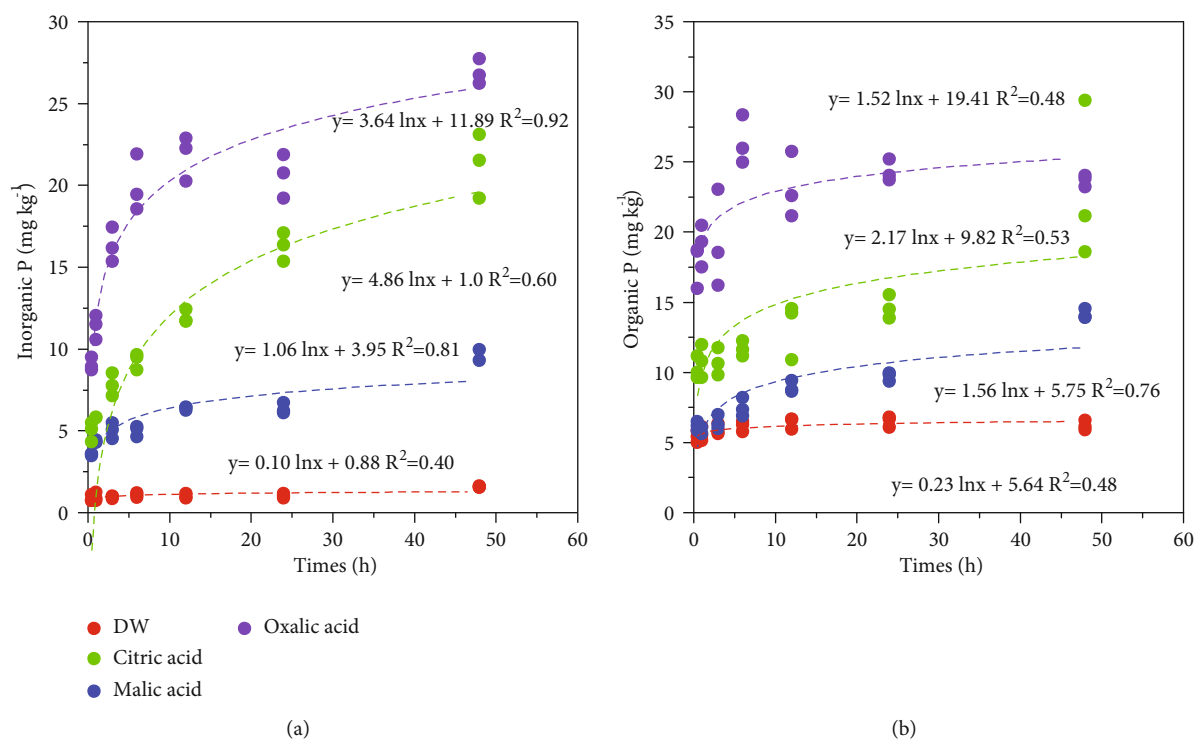 30
25
20
15
10
5
0
Inorganic P (mg kg-1)
y= 3.64 lnx + 11.89 R2=0.92
y= 4.86 lnx + 1.0 R2=0.60
y= 1.06 lnx + 3.95 R2=0.81
y= 0.10 lnx + 0.88 R2=0.40
0 10 20 30 40 50 60
Times (h)
DW
Citric acid
Malic acid
Oxalic acid
(a)
35
30
25
20
15
10
5
0
Organic P (mg kg-1)
y= 1.52 lnx + 19.41 R2=0.48
y= 2.17 lnx + 9.82 R2=0.53
y= 1.56 lnx + 5.75 R2=0.76
y= 0.23 lnx + 5.64 R2=0.48
0 10 20 30 40 50 60
Times (h)
(b)